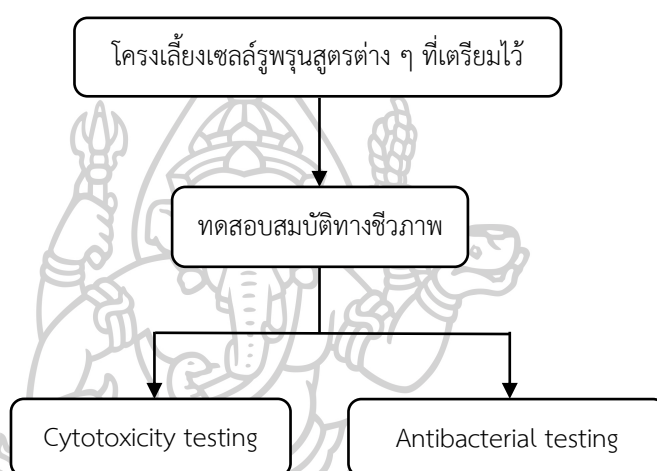 โครงเลี้ยงเซลล์รูพรุนสูตรต่าง ๆ ที่เตรียมไว้
ทดสอบสมบัติทางชีวภาพ
Cytotoxicity testing
Antibacterial testing